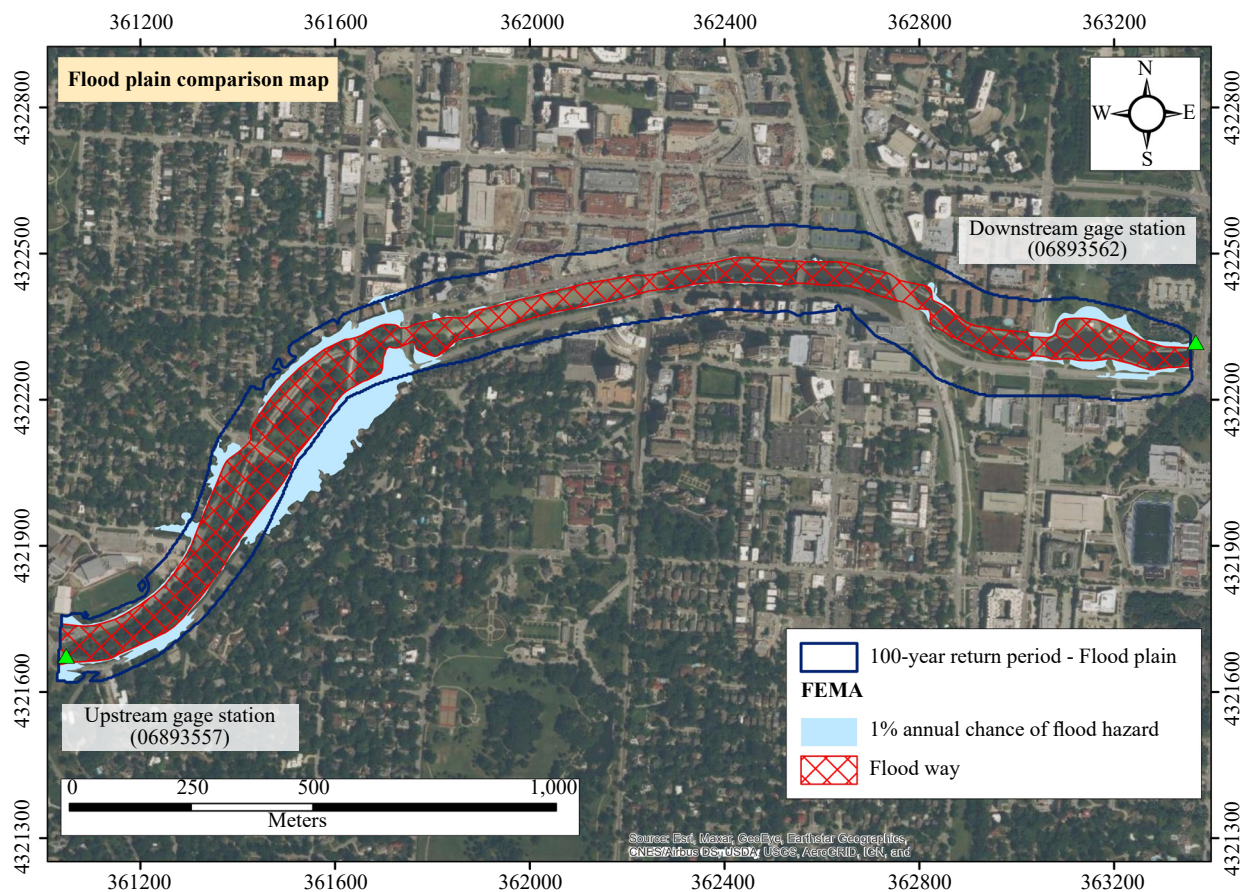 361200 361600 362000 362400 362800 363200
Flood plain comparison map
N
W E
S
4322800
4322500
4322200
4321900
4321600
4321300
4322800
4322500
4322200
4321900
4321600
4321300
Downstream gage station
(06893562)
Upstream gage station
(06893557)
100-year return period - Flood plain
FEMA
1% annual chance of flood hazard
Flood way
0 250 500 1,000
Meters
Source: Esri, Maxar, GeoEye, Earthstar Geographics,
CNES/Airbus DS, USDA, USGS, AeroGRID, IGN, and
361200 361600 362000 362400 362800 363200